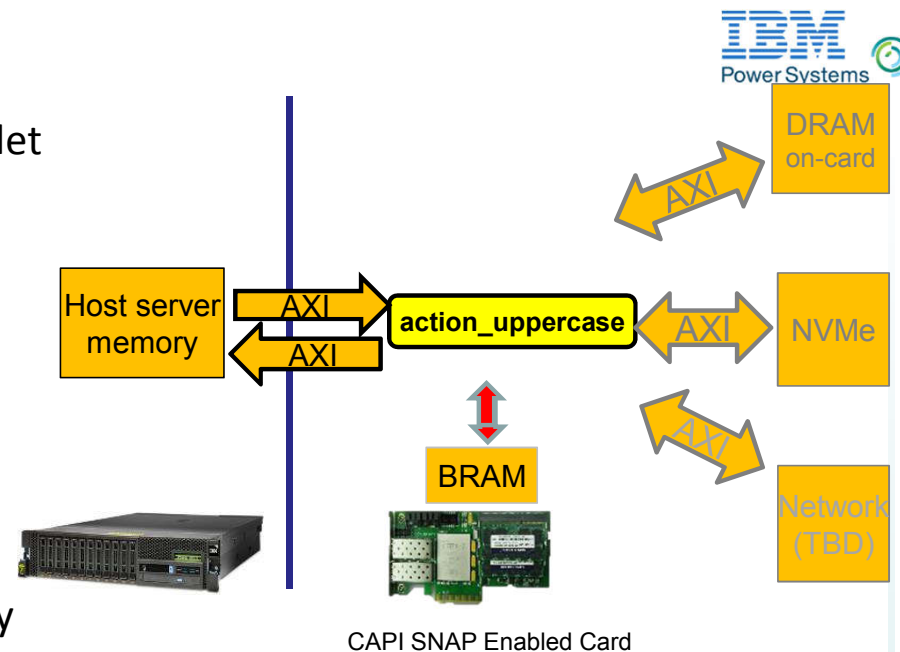 IBM
Power Systems
let
DRAM
on-card
AXI
Host server
memory
AXI
AXI
action_uppercase
AXI
NVMe
AXI
BRAM
Network
(TBD)
y
CAPI SNAP Enabled Card